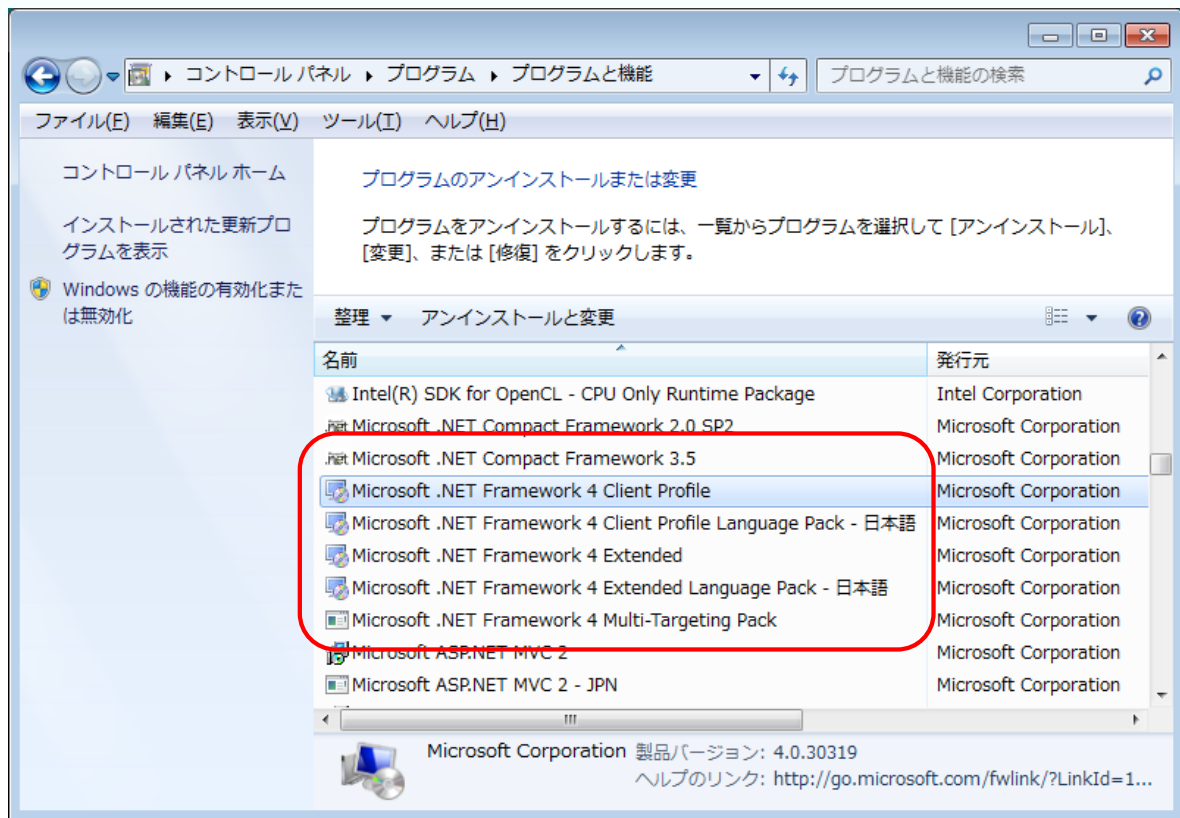 コントロール パネル ▸ プログラム ▸ プログラムと機能
プログラムと機能の検索
ファイル(F) 編集(E) 表示(V) ツール(T) ヘルプ(H)
コントロール パネル ホーム
インストールされた更新プロ
グラムを表示
Windows の機能の有効化また
は無効化
プログラムのアンインストールまたは変更
プログラムをアンインストールするには、一覧からプログラムを選択して [アンインストール]、
[変更]、または [修復] をクリックします。
整理 ▼ アンインストールと変更
名前 発行元
Intel(R) SDK for OpenCL - CPU Only Runtime Package Intel Corporation
Microsoft .NET Compact Framework 2.0 SP2 Microsoft Corporation
Microsoft .NET Compact Framework 3.5 Microsoft Corporation
Microsoft .NET Framework 4 Client Profile Microsoft Corporation
Microsoft .NET Framework 4 Client Profile Language Pack - 日本語 Microsoft Corporation
Microsoft .NET Framework 4 Extended Microsoft Corporation
Microsoft .NET Framework 4 Extended Language Pack - 日本語 Microsoft Corporation
Microsoft .NET Framework 4 Multi-Targeting Pack Microsoft Corporation
Microsoft ASP.NET MVC 2 Microsoft Corporation
Microsoft ASP.NET MVC 2 - JPN Microsoft Corporation
Microsoft Corporation 製品バージョン: 4.0.30319
ヘルプのリンク: http://go.microsoft.com/fwlink/?LinkId=1...